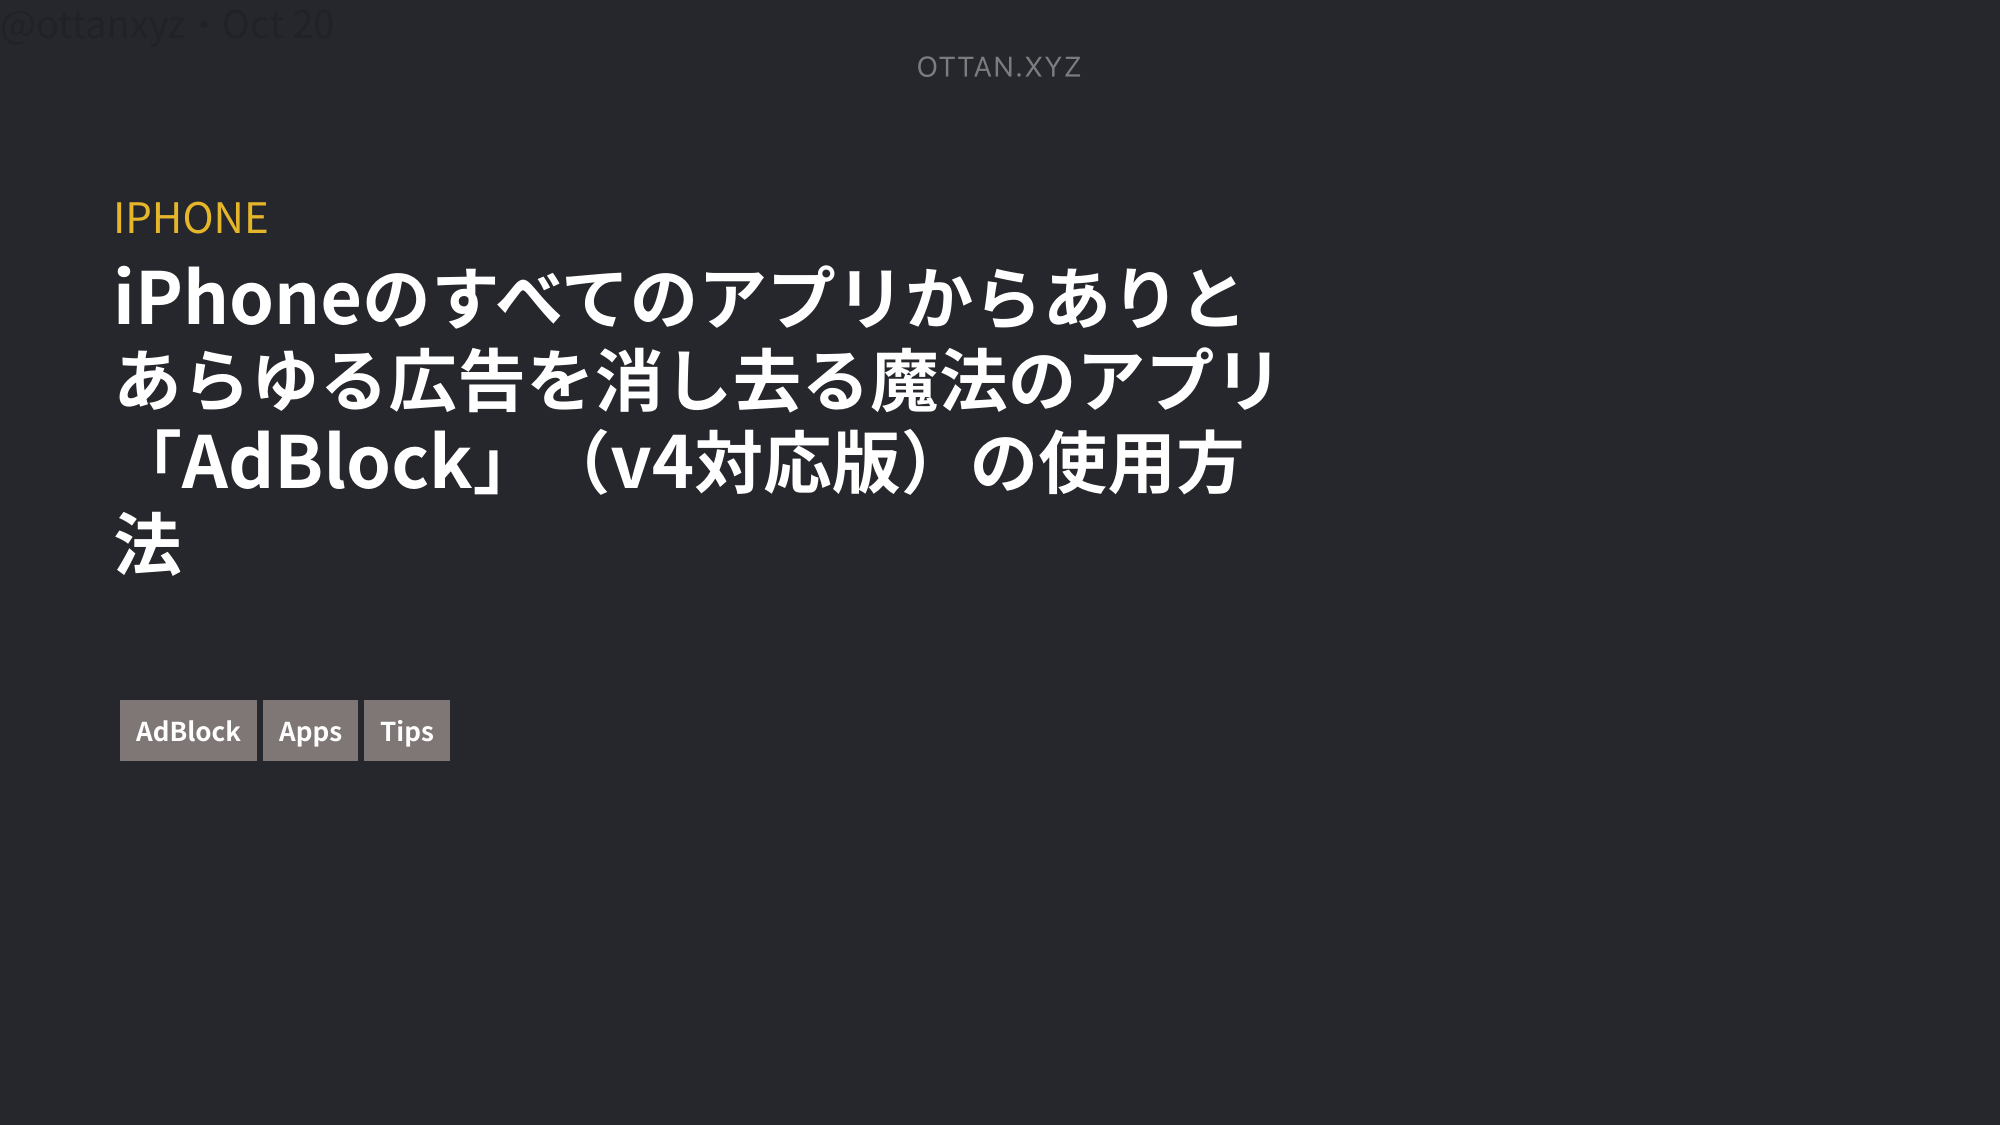 @ottanxyz・Oct 20
OTTAN.XYZ
IPHONE
iPhoneのすべてのアプリからありと
あらゆる広告を消し去る魔法のアプリ
「AdBlock」（v4対応版）の使用方
法
AdBlock Apps Tips